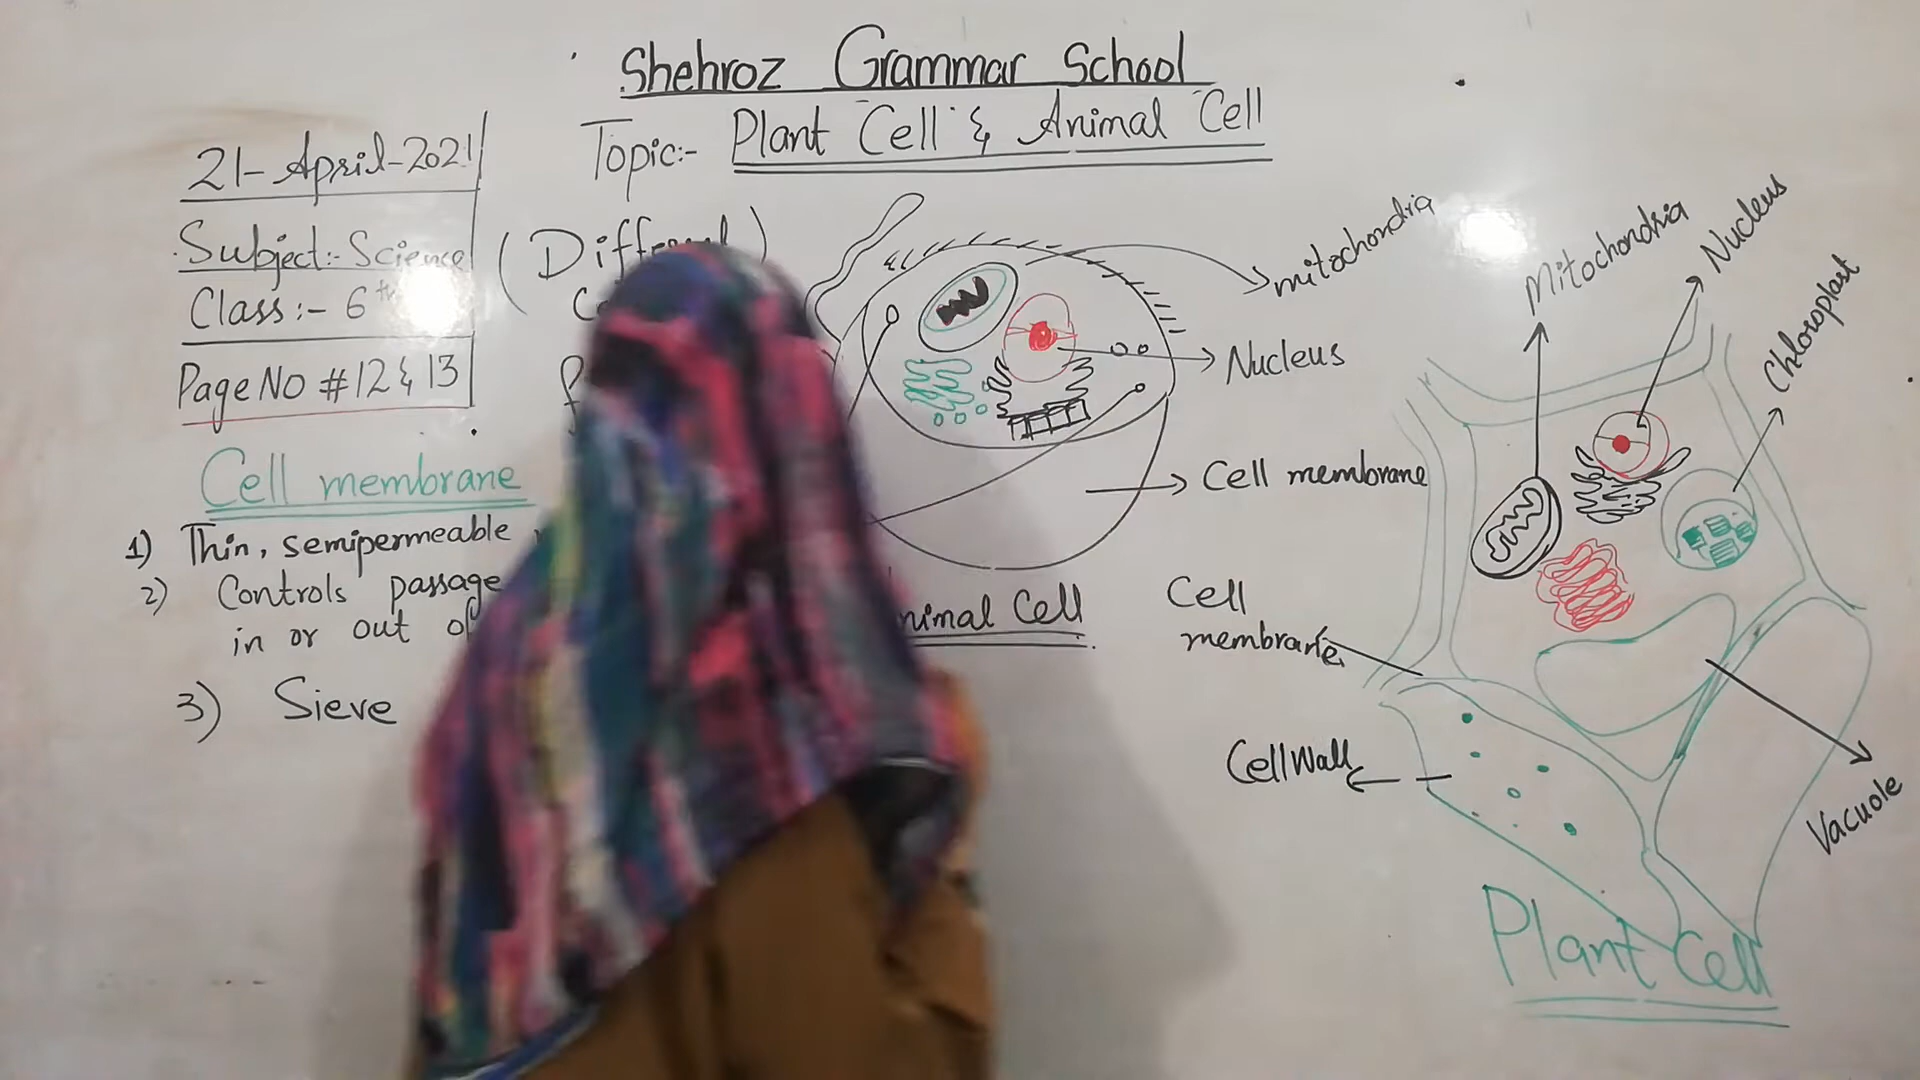 Shehroz Grammar School
Topic:- Plant Cell & Animal Cell
21-April-2021
Subject:- Science
Class:- 6th
Page No # 12 & 13
(
)
Cell membrane
1) Thin, semipermeable
2) Controls passage
in or out of
3) Sieve
mitochondria
Nucleus
Cell membrane
nimal Cell
Mitochondria
Nucleus
Chloroplast
Cell
membrane
Cell Wall
Vacuole
Plant Cell